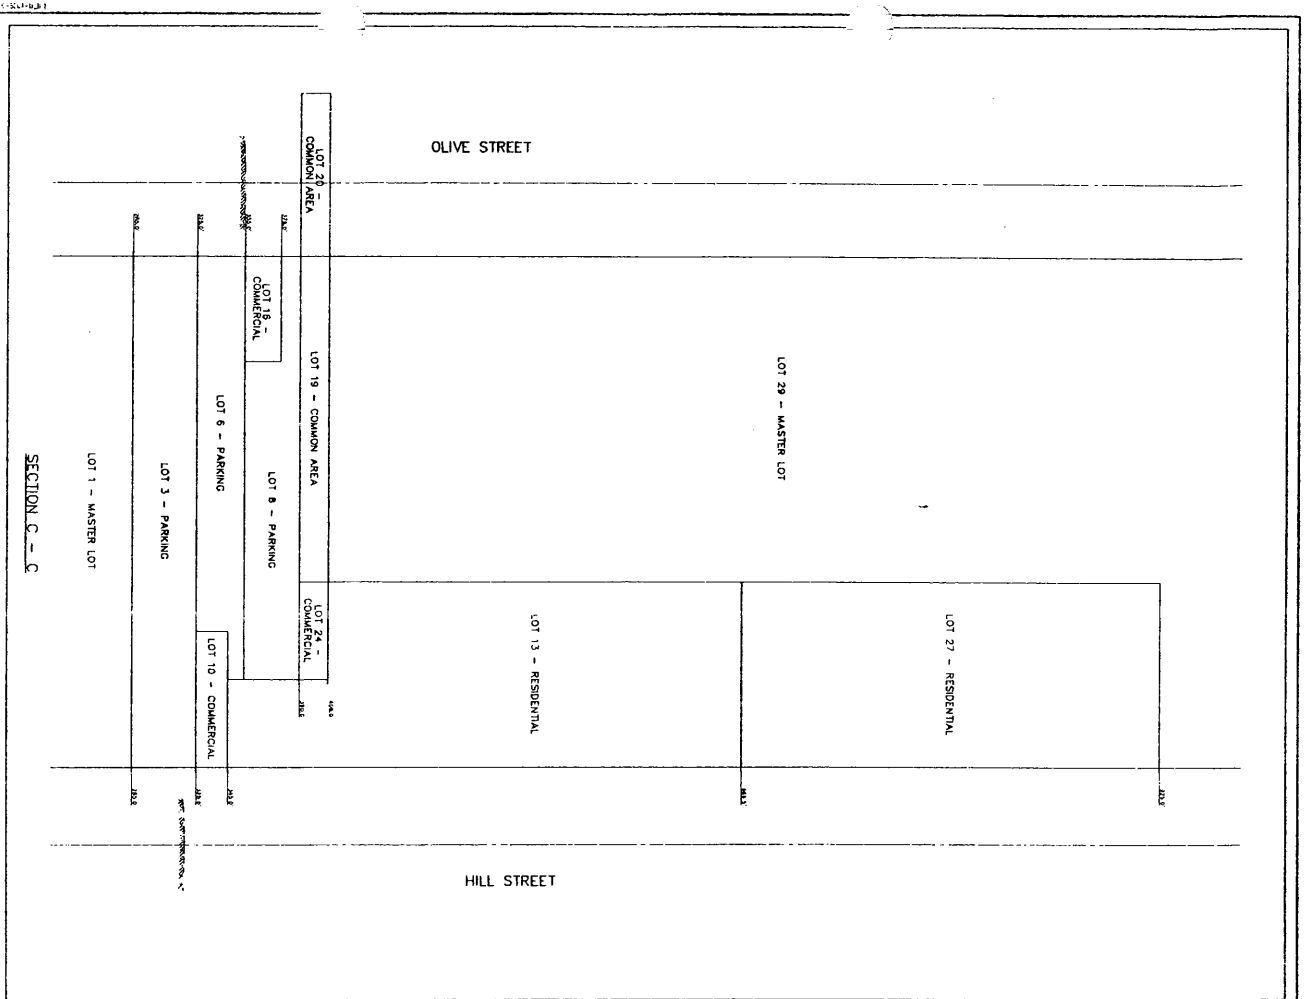 OLIVE STREET
LOT 20 –
COMMON AREA
LOT 16 –
COMMERCIAL
LOT 19 – COMMON AREA
LOT 29 – MASTER LOT
LOT 6 – PARKING
LOT 8 – PARKING
LOT 3 – PARKING
LOT 1 – MASTER LOT
SECTION C – C
LOT 24 –
COMMERCIAL
LOT 10 – COMMERCIAL
LOT 13 – RESIDENTIAL
LOT 27 – RESIDENTIAL
HILL STREET